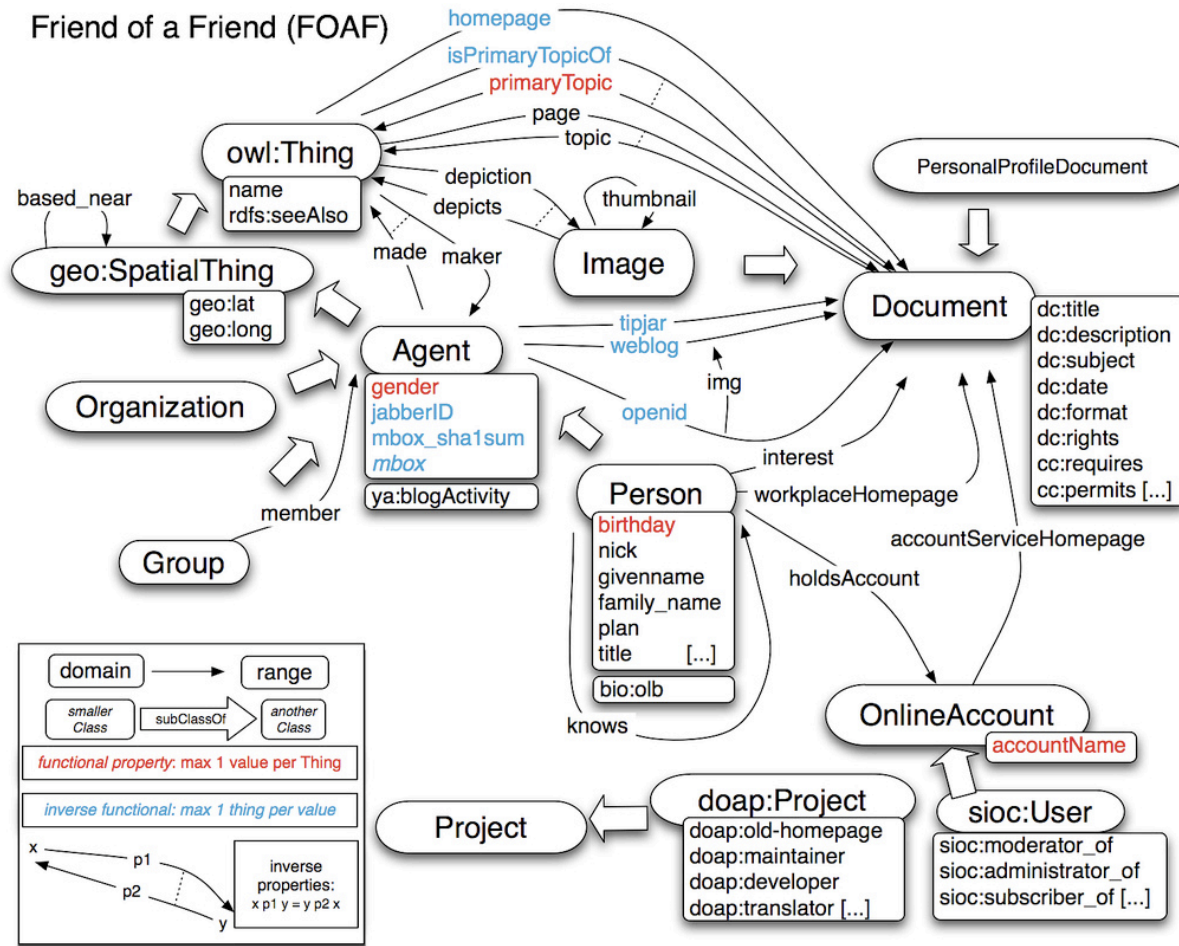 Friend of a Friend (FOAF)
homepage
isPrimaryTopicOf
primaryTopic
page
topic
owl:Thing
name
rdfs:seeAlso
depiction
depicts
thumbnail
PersonalProfileDocument
based_near
made
maker
Image
geo:SpatialThing
geo:lat
geo:long
Document
dc:title
dc:description
dc:subject
dc:date
dc:format
dc:rights
cc:requires
cc:permits [...]
tipjar
weblog
img
openid
Agent
gender
jabberID
mbox_sha1sum
mbox
ya:blogActivity
Organization
member
Group
interest
workplaceHomepage
Person
birthday
nick
givenname
family_name
plan
title [...]
bio:olb
knows
holdsAccount
accountServiceHomepage
OnlineAccount
accountName
sioc:User
sioc:moderator_of
sioc:administrator_of
sioc:subscriber_of [...]
Project
doap:Project
doap:old-homepage
doap:maintainer
doap:developer
doap:translator [...]
domain
range
smaller
Class
subClassOf
another
Class
functional property: max 1 value per Thing
inverse functional: max 1 thing per value
x
p1
p2
y
inverse
properties:
x p1 y = y p2 x